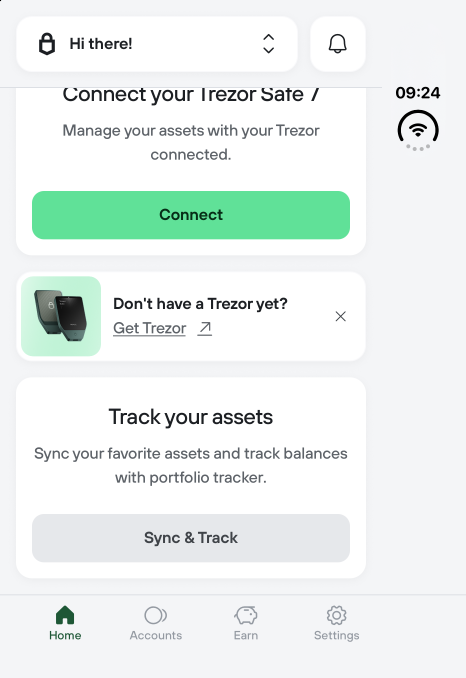 Hi there!
09:24
Connect your Trezor Safe 7
Manage your assets with your Trezor
connected.
Connect
Don't have a Trezor yet?
Get Trezor
Track your assets
Sync your favorite assets and track balances
with portfolio tracker.
Sync & Track
Home
Accounts
Earn
Settings